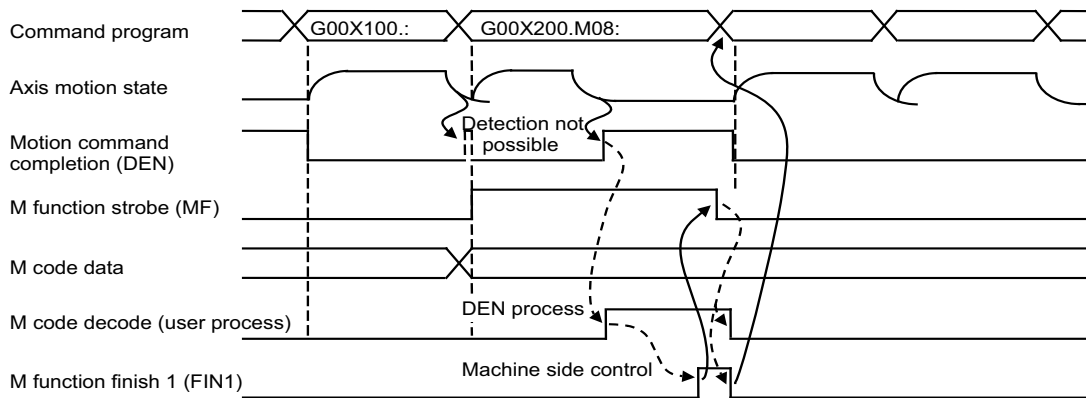 Command program
G00X100.:
G00X200.M08:
Axis motion state
Motion command
completion (DEN)
Detection not
possible
M function strobe (MF)
M code data
M code decode (user process)
DEN process
M function finish 1 (FIN1)
Machine side control